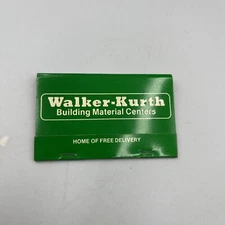 Walker-Kurth
Building Material Centers
HOME OF FREE DELIVERY